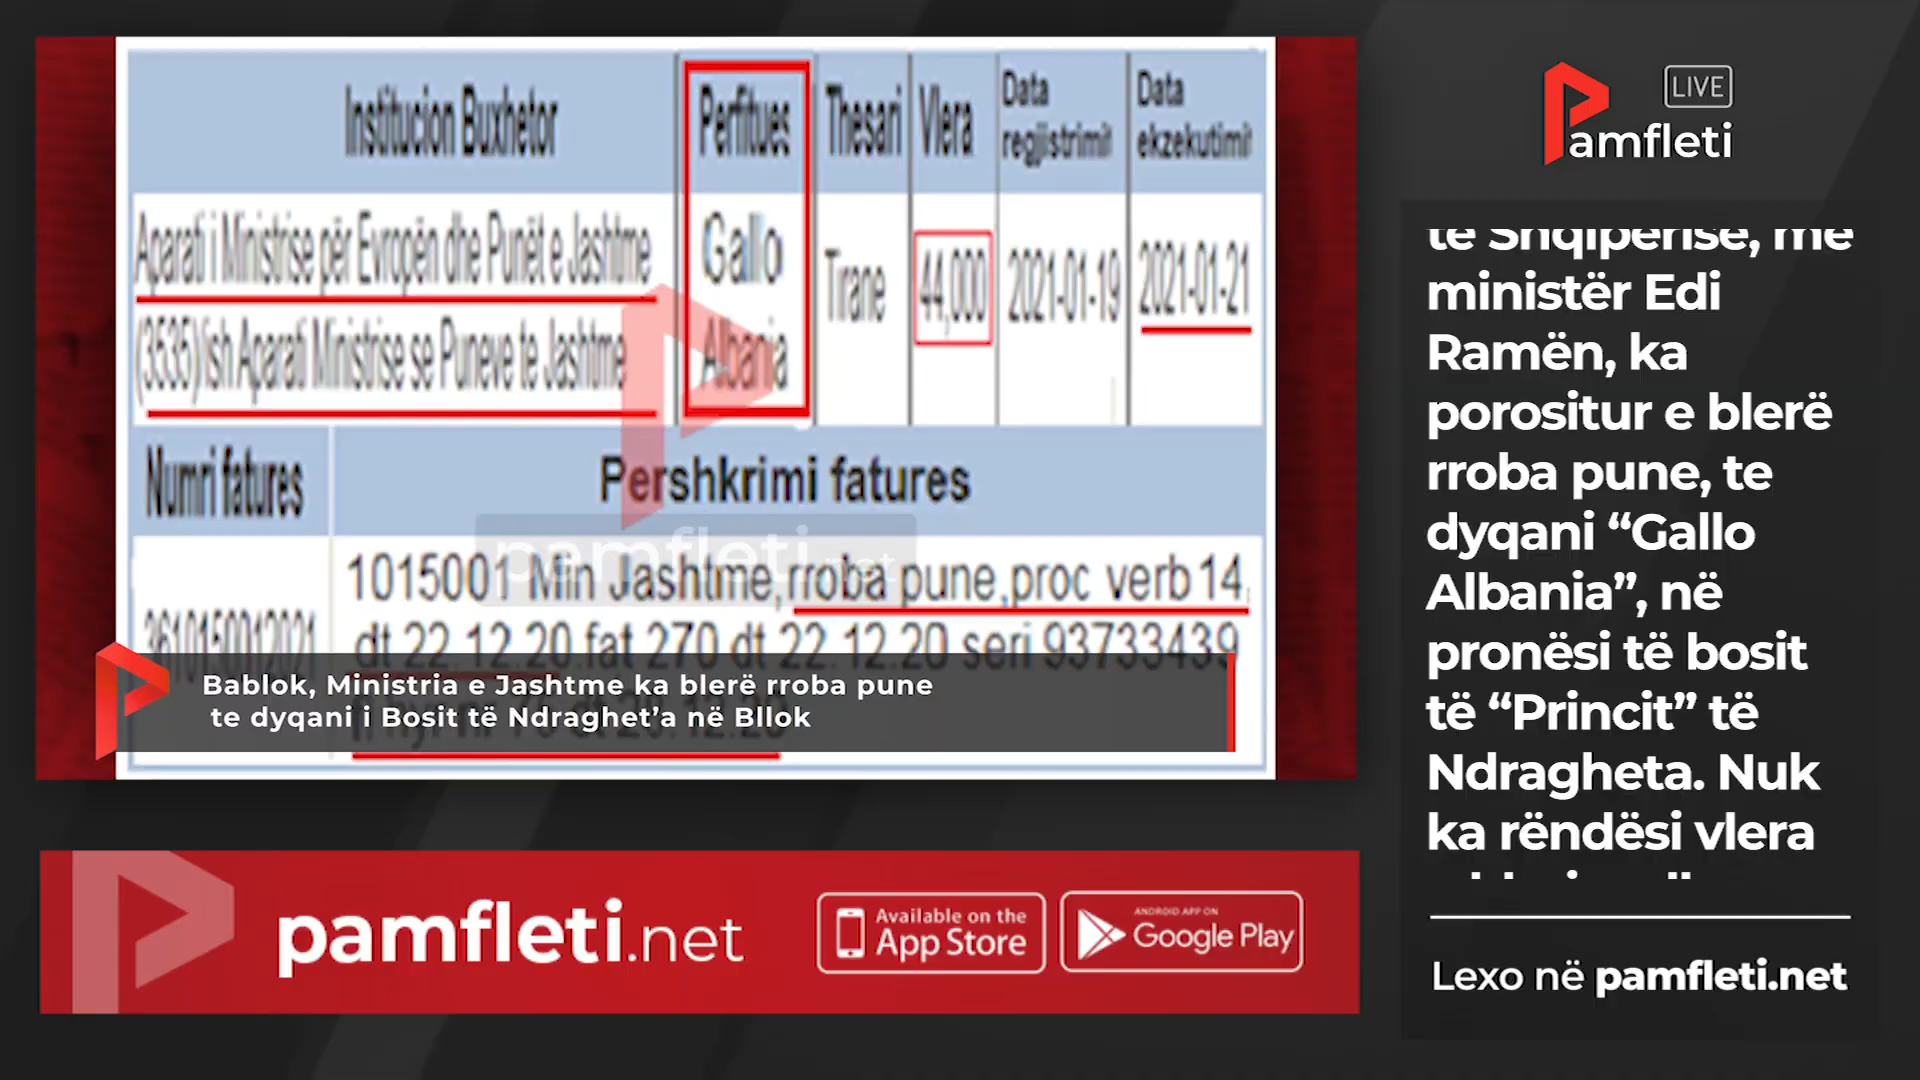 Institucion Buxhetor
Perfitues
Thesari
Vlera
Data
regjistrimit
Data
ekzekutimit
Aparati i Ministrise për Evropën dhe Punët e Jashtme
(3535) Ish Aparati Ministrise se Puneve te Jashtme
Gallo
Albania
Tirane
44,000
2021-01-19
2021-01-21
Numri fatures
Pershkrimi fatures
3610150012021
1015001 Min Jashtme,rroba pune,proc verb 14,
dt 22.12.20.fat 270 dt 22.12.20 seri 93733439
pamfleti.net
Bablok, Ministria e Jashtme ka blerë rroba pune
te dyqani i Bosit të Ndraghet’a në Bllok
pamfleti.net
Available on the
App Store
ANDROID APP ON
Google Play
LIVE
Pamfleti
të Shqipërisë, me
ministër Edi
Ramën, ka
porositur e blerë
rroba pune, te
dyqani “Gallo
Albania”, në
pronësi të bosit
të “Princit” të
Ndragheta. Nuk
ka rëndësi vlera
Lexo në pamfleti.net